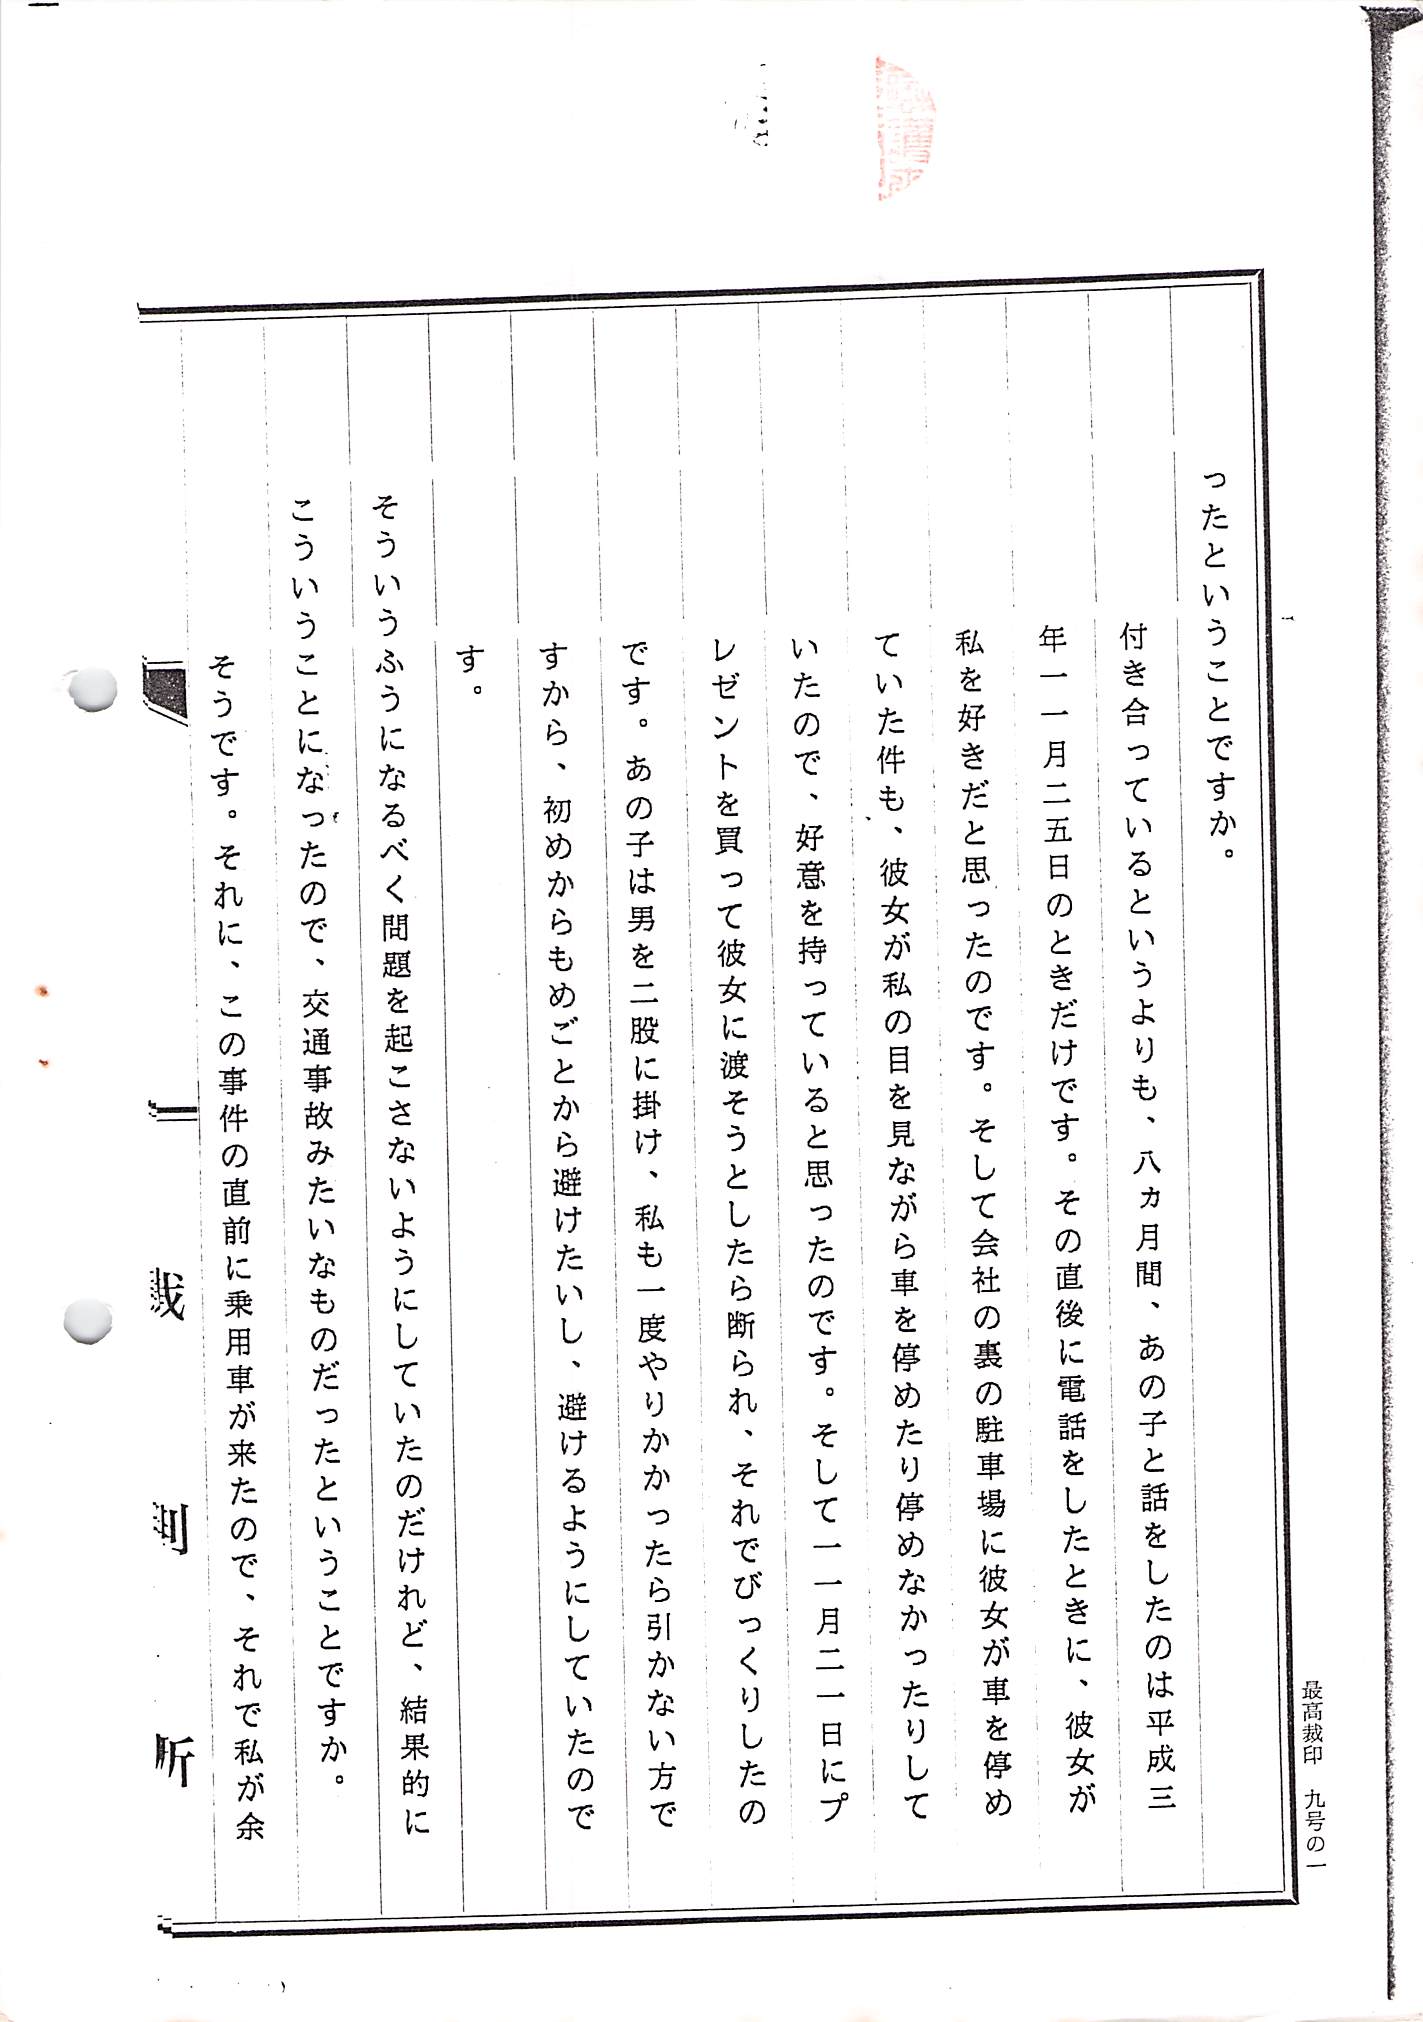 ったということですか。
付き合っているというよりも、八ヵ月間、あの子と話をしたのは平成三
年一一月二五日のときだけです。その直後に電話をしたときに、彼女が
私を好きだと思ったのです。そして会社の裏の駐車場に彼女が車を停め
ていた件も、彼女が私の目を見ながら車を停めたり停めなかったりして
いたので、好意を持っていると思ったのです。そして一一月二一日にプ
レゼントを買って彼女に渡そうとしたら断られ、それでびっくりしたの
です。あの子は男を二股に掛け、私も一度やりかかったら引かない方で
すから、初めからもめごとから避けたいし、避けるようにしていたので
す。
そういうふうになるべく問題を起こさないようにしていたのだけれど、結果的に
こういうことになったので、交通事故みたいなものだったということですか。
そうです。それに、この事件の直前に乗用車が来たので、それで私が余
裁判所
最高裁印 九号の一